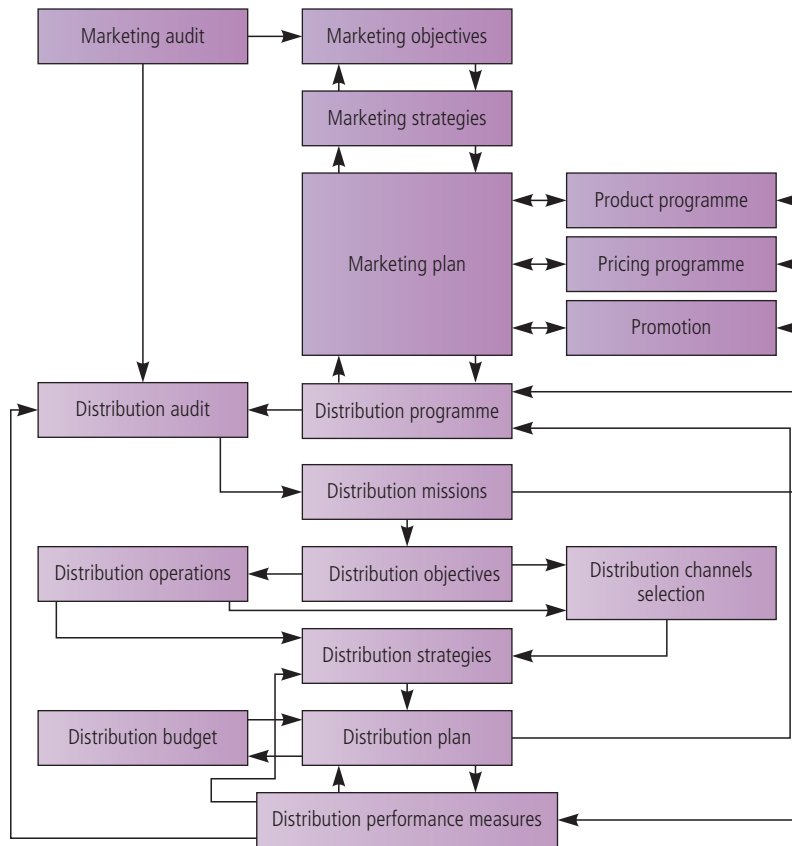 Marketing audit
Marketing objectives
Marketing strategies
Marketing plan
Product programme
Pricing programme
Promotion
Distribution audit
Distribution programme
Distribution missions
Distribution operations
Distribution objectives
Distribution channels
selection
Distribution strategies
Distribution budget
Distribution plan
Distribution performance measures